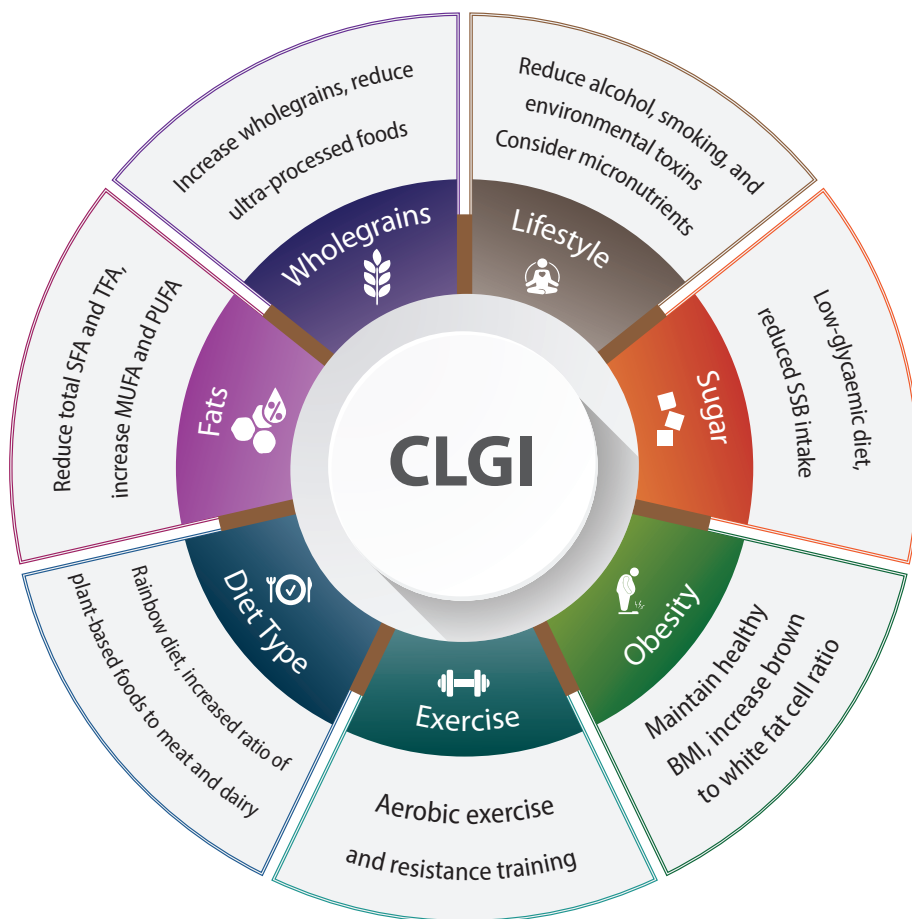 CLGI
Lifestyle
Reduce alcohol, smoking, and
environmental toxins
Consider micronutrients
Sugar
Low-glycaemic diet,
reduced SSB intake
Obesity
Maintain healthy
BMI, increase brown
to white fat cell ratio
Exercise
Aerobic exercise
and resistance training
Diet Type
Rainbow diet, increased ratio of
plant-based foods to meat and dairy
Fats
Reduce total SFA and TFA,
increase MUFA and PUFA
Wholegrains
Increase wholegrains, reduce
ultra-processed foods